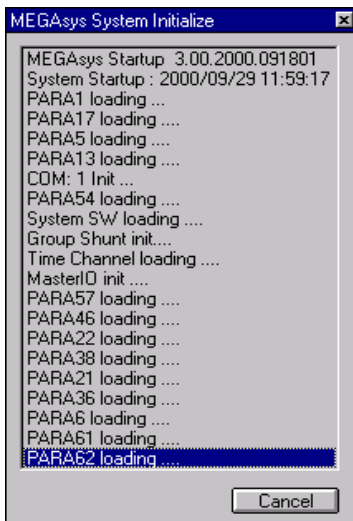 MEGAsys System Initialize
MEGAsys Startup  3.00.2000.091801
System Startup : 2000/09/29 11:59:17
PARA1 loading ...
PARA17 loading ....
PARA5 loading ....
PARA13 loading ....
COM: 1 Init ...
PARA54 loading ....
System SW loading ....
Group Shunt init....
Time Channel loading ....
MasterIO init ....
PARA57 loading ....
PARA46 loading ....
PARA22 loading ....
PARA38 loading ....
PARA21 loading ....
PARA36 loading ....
PARA6 loading ....
PARA61 loading ....
PARA62 loading ....
Cancel